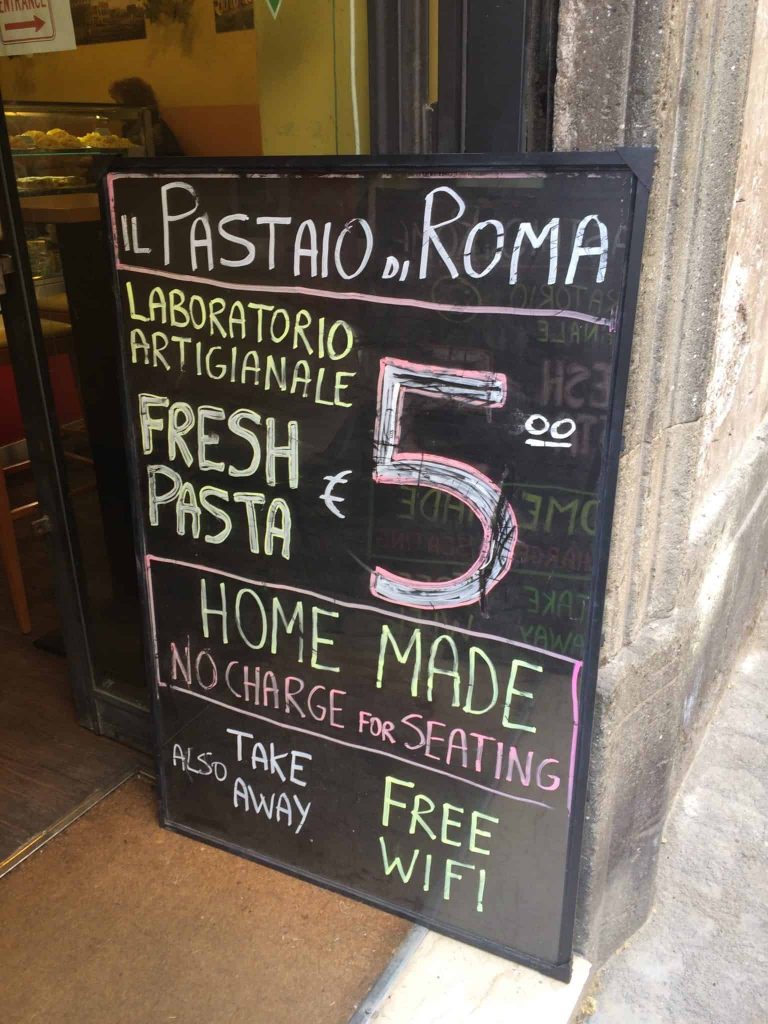 ENTRANCE
IL PASTAIO DI ROMA
LABORATORIO
ARTIGIANALE
FRESH
PASTA
€ 5 00
HOME MADE
NO CHARGE FOR SEATING
ALSO TAKE
AWAY
FREE
WIFI